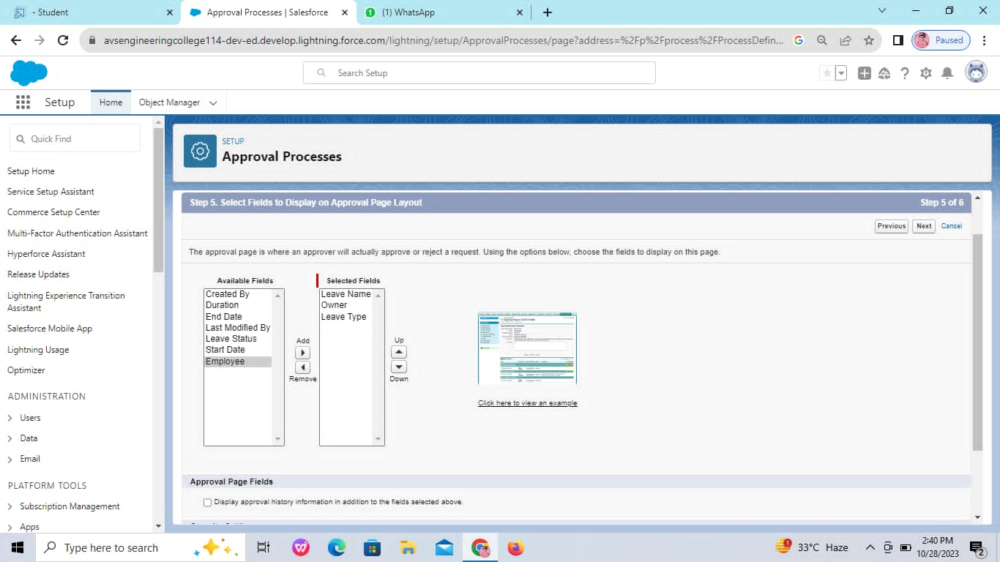 - Student
Approval Processes | Salesforce
(1) WhatsApp
avsengineeringcollege114-dev-ed.develop.lightning.force.com/lightning/setup/ApprovalProcesses/page?address=%2Fp%2Fprocess%2FProcessDefin...
Paused
Search Setup
Setup
Home
Object Manager
Quick Find
Setup Home
Service Setup Assistant
Commerce Setup Center
Multi-Factor Authentication Assistant
Hyperforce Assistant
Release Updates
Lightning Experience Transition
Assistant
Salesforce Mobile App
Lightning Usage
Optimizer
ADMINISTRATION
Users
Data
Email
PLATFORM TOOLS
Subscription Management
Apps
SETUP
Approval Processes
Step 5. Select Fields to Display on Approval Page Layout
Step 5 of 6
Previous
Next
Cancel
The approval page is where an approver will actually approve or reject a request. Using the options below, choose the fields to display on this page.
Available Fields
Created By
Duration
End Date
Last Modified By
Leave Status
Start Date
Employee
Add
Remove
Selected Fields
Leave Name
Owner
Leave Type
Up
Down
Click here to view an example
Approval Page Fields
Display approval history information in addition to the fields selected above.
Type here to search
1
33°C Haze
2:40 PM
10/28/2023
2